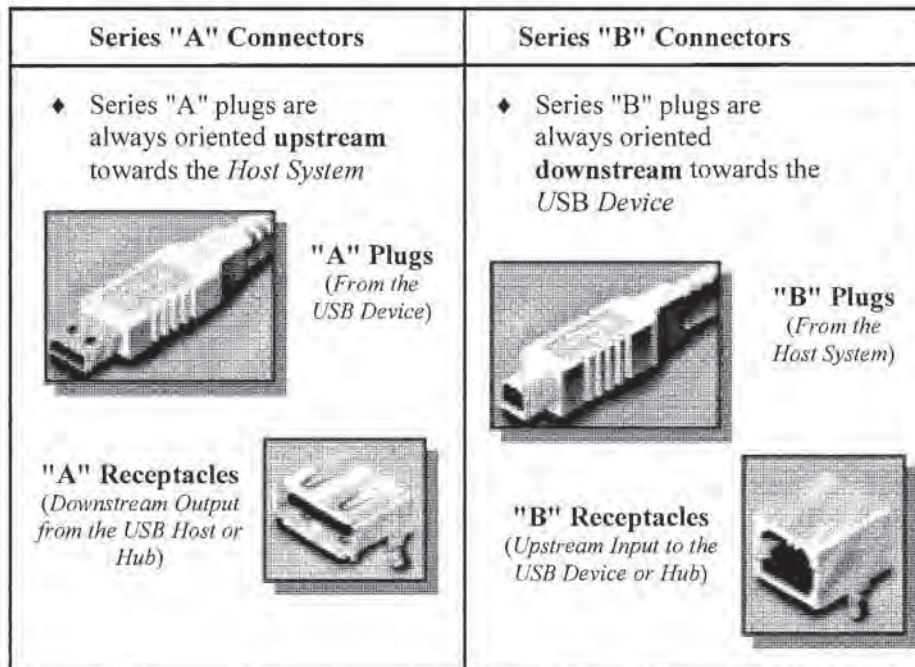 Series "A" Connectors
Series "B" Connectors
♦ Series "A" plugs are
always oriented upstream
towards the Host System
"A" Plugs
(From the
USB Device)
"A" Receptacles
(Downstream Output
from the USB Host or
Hub)
♦ Series "B" plugs are
always oriented
downstream towards the
USB Device
"B" Plugs
(From the
Host System)
"B" Receptacles
(Upstream Input to the
USB Device or Hub)